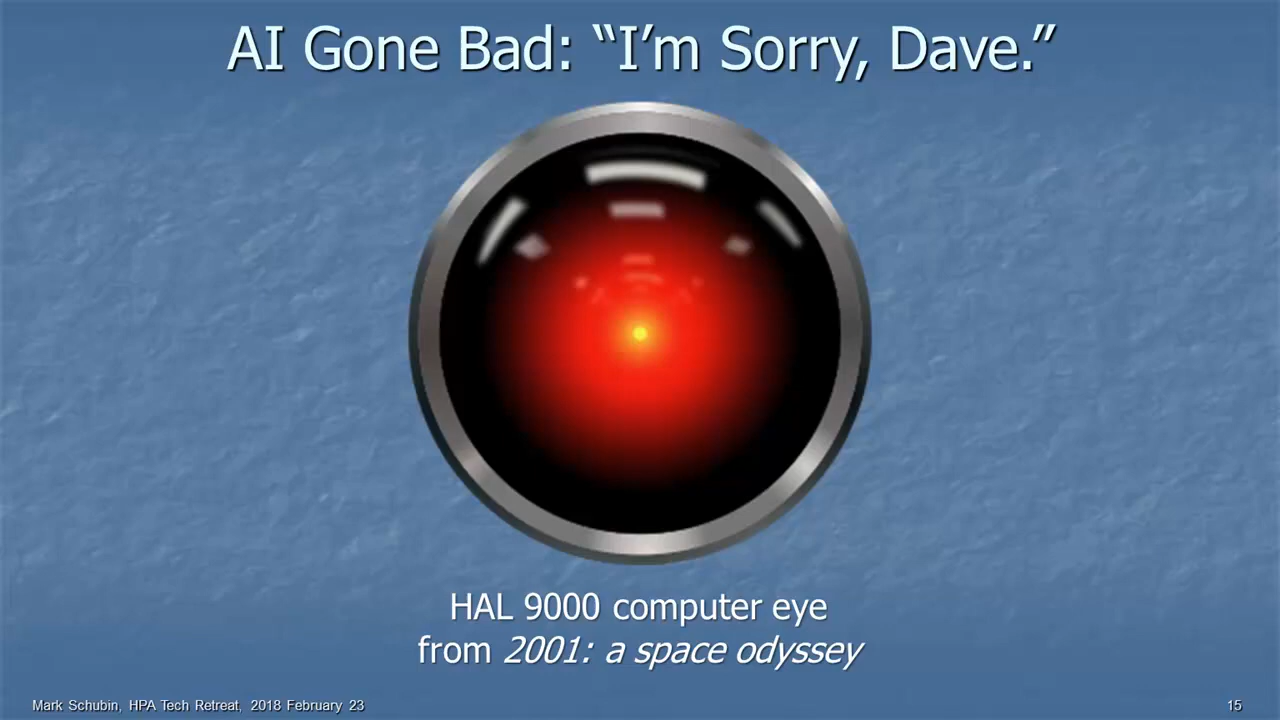 AI Gone Bad: “I’m Sorry, Dave.”
HAL 9000 computer eye
from 2001: a space odyssey
Mark Schubin, HPA Tech Retreat, 2018 February 23
15